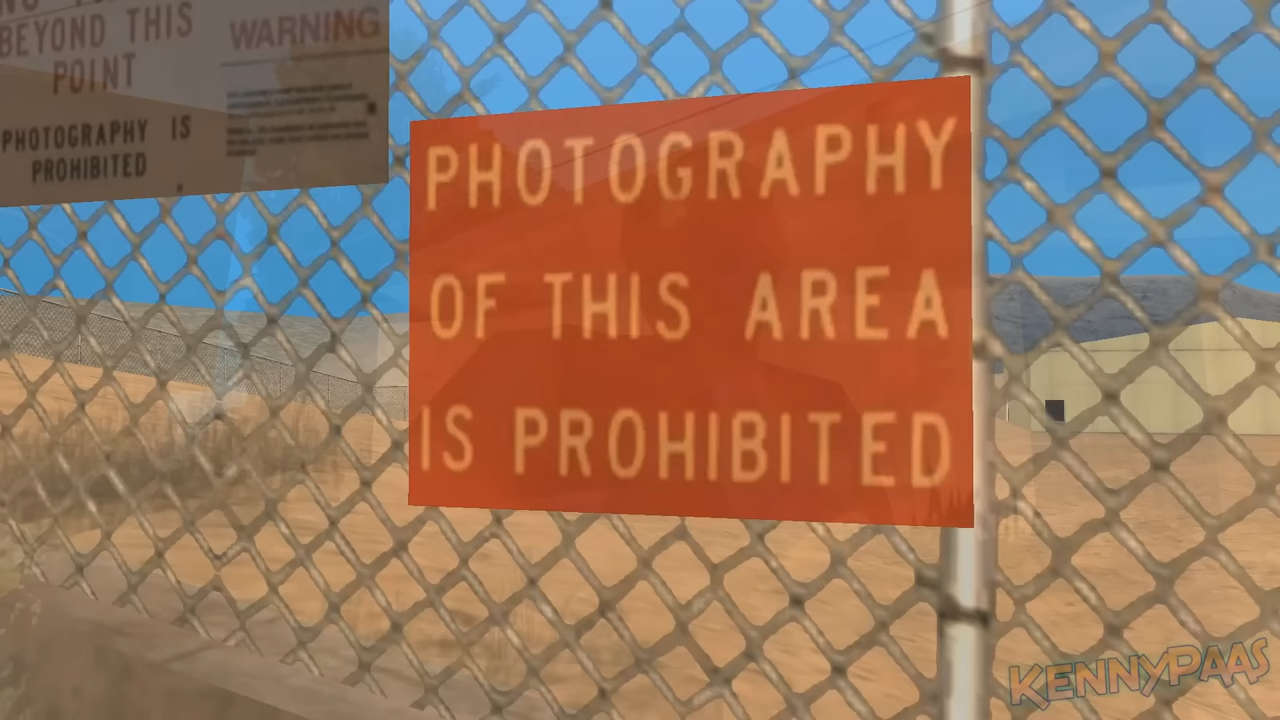 BEYOND THIS
POINT
PHOTOGRAPHY IS
PROHIBITED
WARNING
PHOTOGRAPHY
OF THIS AREA
IS PROHIBITED
KENNYPAAS